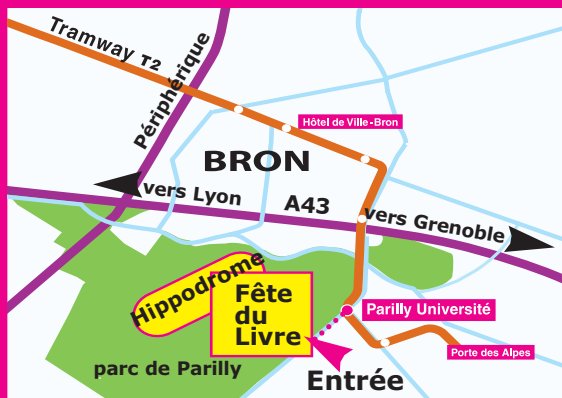 Tramway T2
Périphérique
Hôtel de Ville-Bron
BRON
vers Lyon
A43
vers Grenoble
Hippodrome
Fête
du
Livre
Parilly Université
Porte des Alpes
parc de Parilly
Entrée